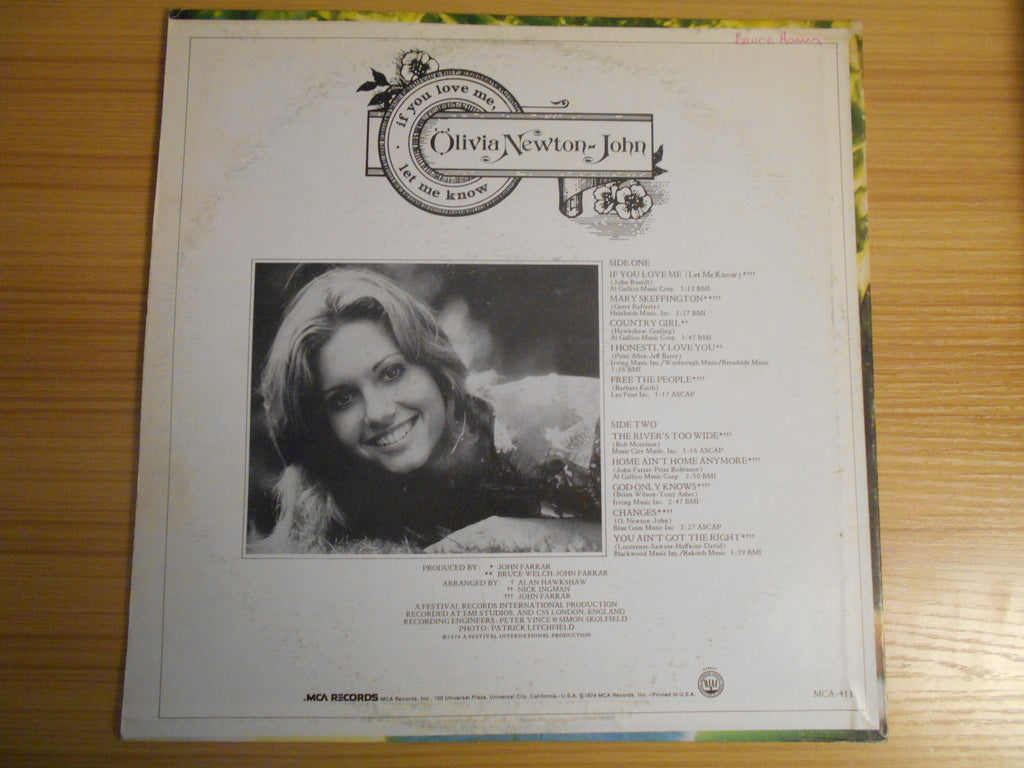 Bruce Harris
if you love me,
let me know
Olivia Newton-John
SIDE ONE
IF YOU LOVE ME (Let Me Know) *†††
(John Rostill)
Al Gallico Music Corp. 3:12 BMI
MARY SKEFFINGTON**†††
(Gerry Rafferty)
Heathside Music. Inc. 2:27 BMI
COUNTRY GIRL*†
(Hawkshaw-Gosling)
Al Gallico Music Corp. 3:47 BMI
I HONESTLY LOVE YOU*†
(Peter Allen-Jeff Barry)
Irving Music Inc./Woolnough Music/Broadside Music
3:36 BMI
FREE THE PEOPLE*†††
(Barbara Keith)
Leo Feist Inc. 3:17 ASCAP
SIDE TWO
THE RIVER'S TOO WIDE*†††
(Bob Morrison)
Music City Music, Inc. 3:16 ASCAP
HOME AIN'T HOME ANYMORE*†††
(John Farrar-Peter Robinson)
Al Gallico Music Corp. 2:50 BMI
GOD ONLY KNOWS*†††
(Brian Wilson-Tony Asher)
Irving Music Inc. 2:47 BMI
CHANGES**††
(O. Newton-John)
Blue Gum Music Inc. 2:27 ASCAP
YOU AIN'T GOT THE RIGHT*†††
Blackwood Music Inc./Rekoob Music 3:29 BMI
PRODUCED BY: * JOHN FARRAR
** BRUCE WELCH-JOHN FARRAR
ARRANGED BY: † ALAN HAWKSHAW
†† NICK INGMAN
††† JOHN FARRAR
A FESTIVAL RECORDS INTERNATIONAL PRODUCTION
RECORDED AT EMI STUDIOS: AND CSS LONDON, ENGLAND
RECORDING ENGINEERS: PETER VINCE & SIMON SKOLFIELD
PHOTO: PATRICK LITCHFIELD
℗1974 A FESTIVAL INTERNATIONAL PRODUCTION
.MCA RECORDS MCA Records, Inc., 100 Universal Plaza, Universal City, California-U.S.A. ©1974 MCA Records, Inc.-Printed in U.S.A.
MCA-411